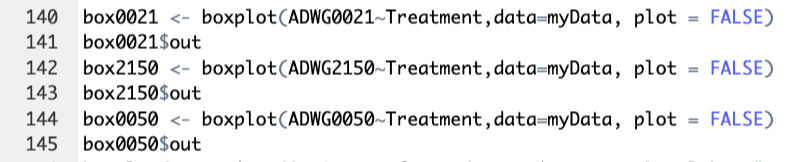 140 box0021 <- boxplot(ADWG0021~Treatment,data=myData, plot = FALSE)
141 box0021$out
142 box2150 <- boxplot(ADWG2150~Treatment,data=myData, plot = FALSE)
143 box2150$out
144 box0050 <- boxplot(ADWG0050~Treatment,data=myData, plot = FALSE)
145 box0050$out